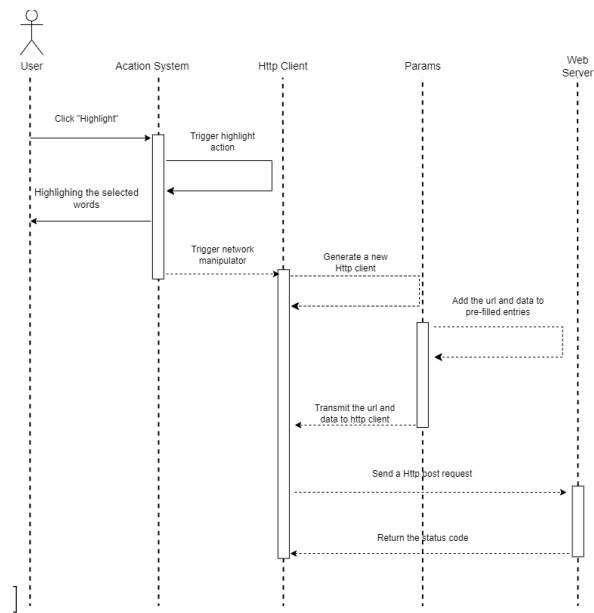 User
Acation System
Http Client
Params
Web
Server
Click "Highlight"
Trigger highlight
action
Highlighing the selected
words
Trigger network
manipulator
Generate a new
Http client
Add the url and data to
pre-filled entries
Transmit the url and
data to http client
Send a Http post request
Return the status code
]